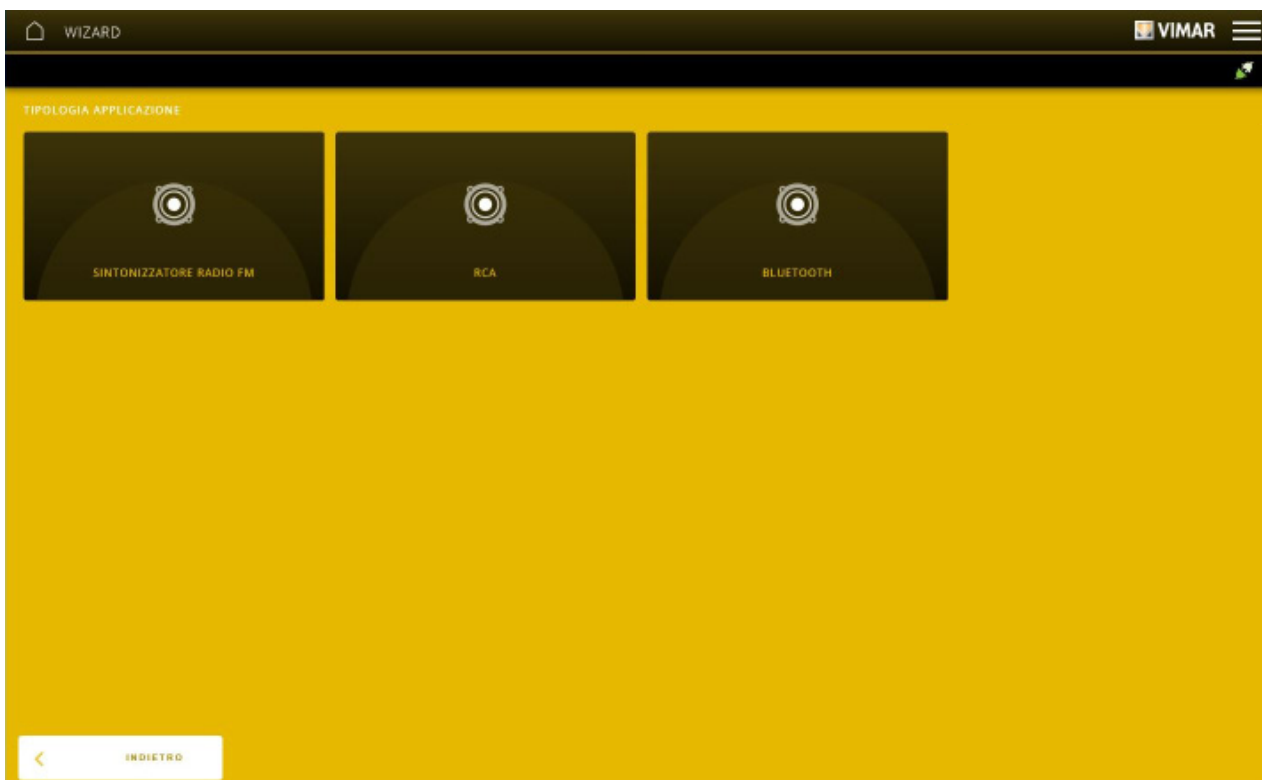 WIZARD
VIMAR
TIPOLOGIA APPLICAZIONE
SINTONIZZATORE RADIO FM
RCA
BLUETOOTH
INDIETRO